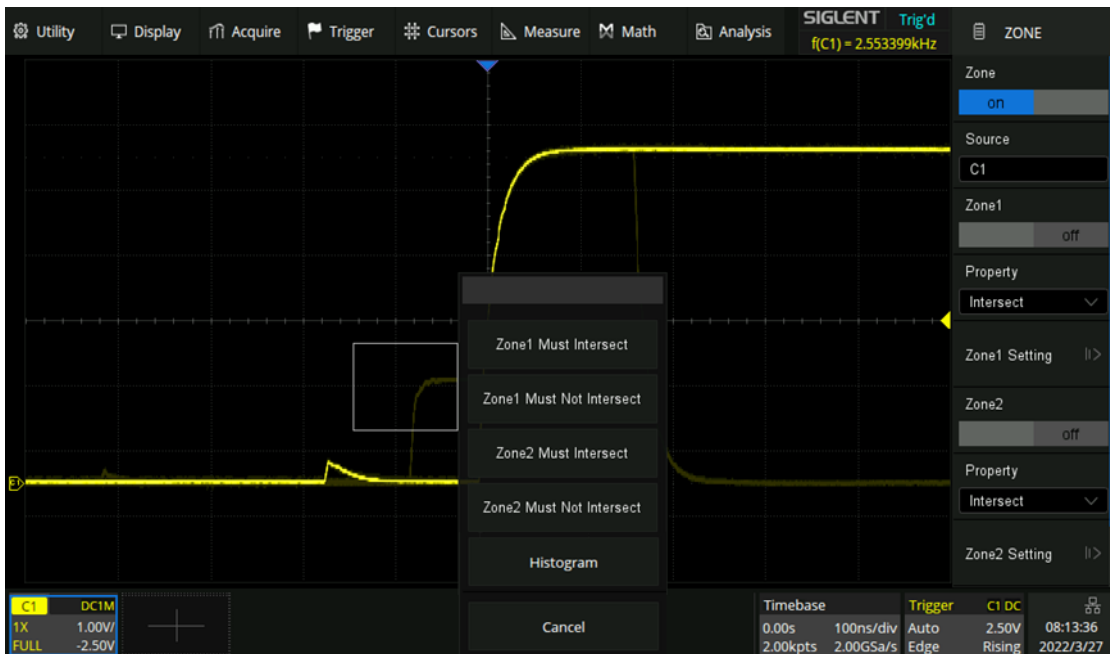 Utility Display Acquire Trigger Cursors Measure Math Analysis
SIGLENT Trig'd
f(C1) = 2.553399kHz
ZONE
Zone
on
Source
C1
Zone1
off
Property
Intersect
Zone1 Setting
Zone2
off
Property
Intersect
Zone2 Setting
Zone1 Must Intersect
Zone1 Must Not Intersect
Zone2 Must Intersect
Zone2 Must Not Intersect
Histogram
Cancel
C1
C1 DC1M
1X 1.00V/
FULL -2.50V
Timebase
0.00s 100ns/div
2.00kpts 2.00GSa/s
Trigger C1 DC
Auto 2.50V
Edge Rising
08:13:36
2022/3/27